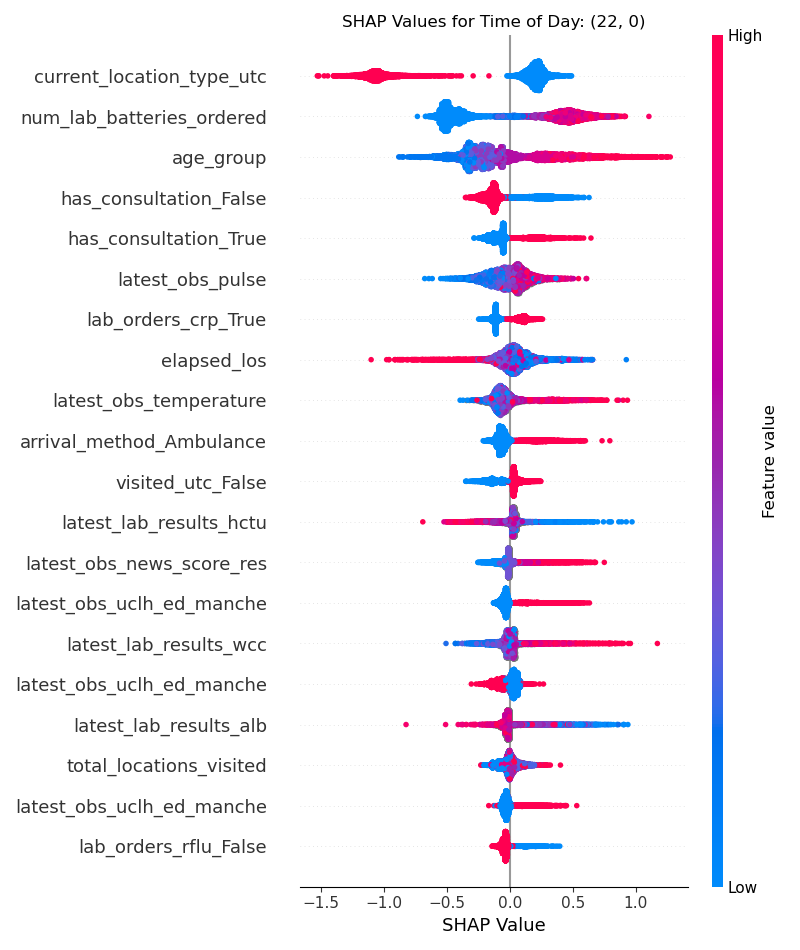 SHAP Values for Time of Day: (22, 0)
High
current_location_type_utc
num_lab_batteries_ordered
age_group
has_consultation_False
has_consultation_True
latest_obs_pulse
lab_orders_crp_True
elapsed_los
latest_obs_temperature
arrival_method_Ambulance
visited_utc_False
latest_lab_results_hctu
latest_obs_news_score_res
latest_obs_uclh_ed_manche
latest_lab_results_wcc
latest_obs_uclh_ed_manche
latest_lab_results_alb
total_locations_visited
latest_obs_uclh_ed_manche
lab_orders_rflu_False
Feature value
Low
−1.5 −1.0 −0.5 0.0 0.5 1.0
SHAP Value